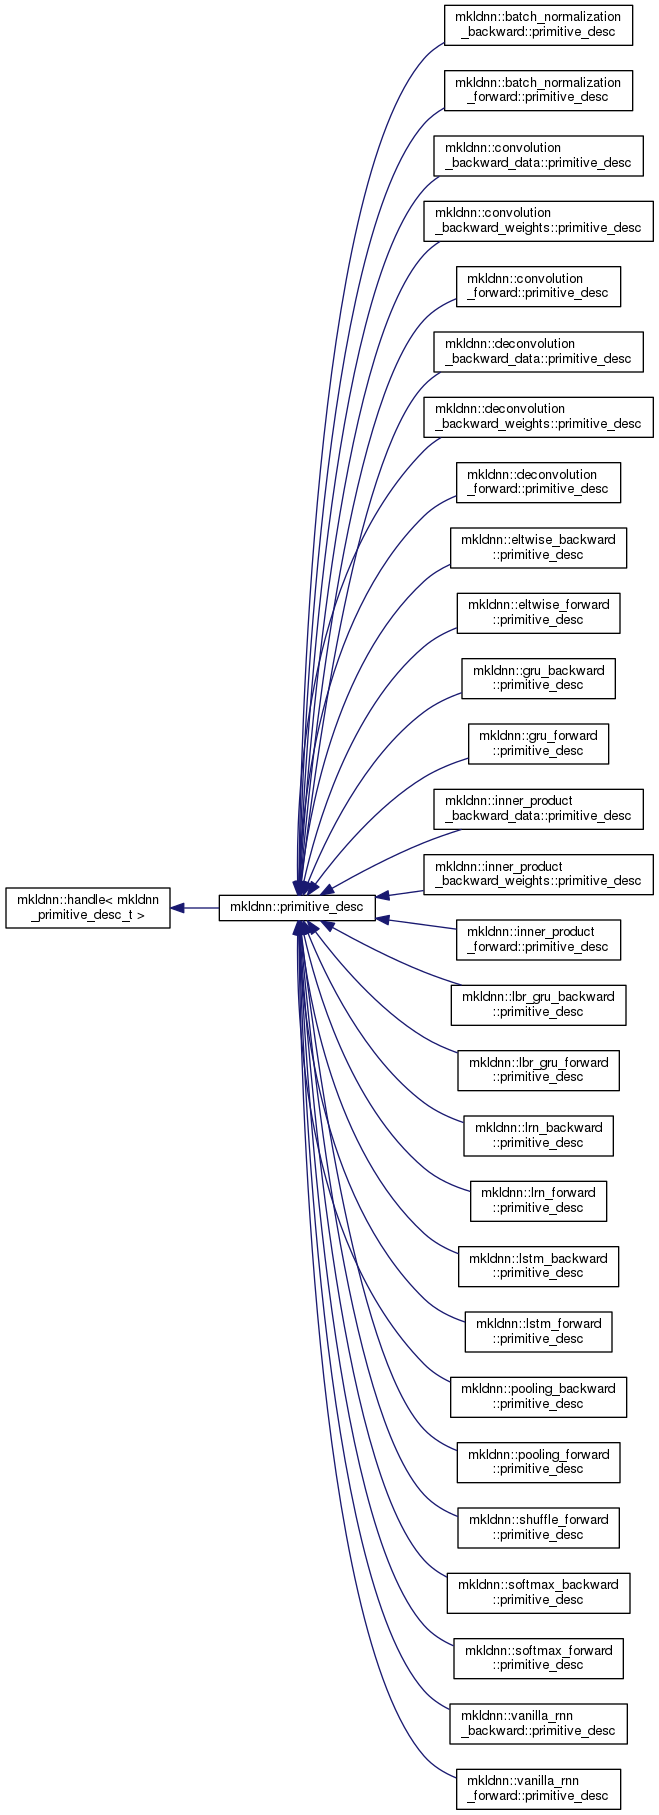 mkldnn::batch_normalization
_backward::primitive_desc
mkldnn::batch_normalization
_forward::primitive_desc
mkldnn::convolution
_backward_data::primitive_desc
mkldnn::convolution
_backward_weights::primitive_desc
mkldnn::convolution
_forward::primitive_desc
mkldnn::deconvolution
_backward_data::primitive_desc
mkldnn::deconvolution
_backward_weights::primitive_desc
mkldnn::deconvolution
_forward::primitive_desc
mkldnn::eltwise_backward
::primitive_desc
mkldnn::eltwise_forward
::primitive_desc
mkldnn::gru_backward
::primitive_desc
mkldnn::gru_forward
::primitive_desc
mkldnn::inner_product
_backward_data::primitive_desc
mkldnn::inner_product
_backward_weights::primitive_desc
mkldnn::handle< mkldnn
_primitive_desc_t >
mkldnn::primitive_desc
mkldnn::inner_product
_forward::primitive_desc
mkldnn::lbr_gru_backward
::primitive_desc
mkldnn::lbr_gru_forward
::primitive_desc
mkldnn::lrn_backward
::primitive_desc
mkldnn::lrn_forward
::primitive_desc
mkldnn::lstm_backward
::primitive_desc
mkldnn::lstm_forward
::primitive_desc
mkldnn::pooling_backward
::primitive_desc
mkldnn::pooling_forward
::primitive_desc
mkldnn::shuffle_forward
::primitive_desc
mkldnn::softmax_backward
::primitive_desc
mkldnn::softmax_forward
::primitive_desc
mkldnn::vanilla_rnn
_backward::primitive_desc
mkldnn::vanilla_rnn
_forward::primitive_desc